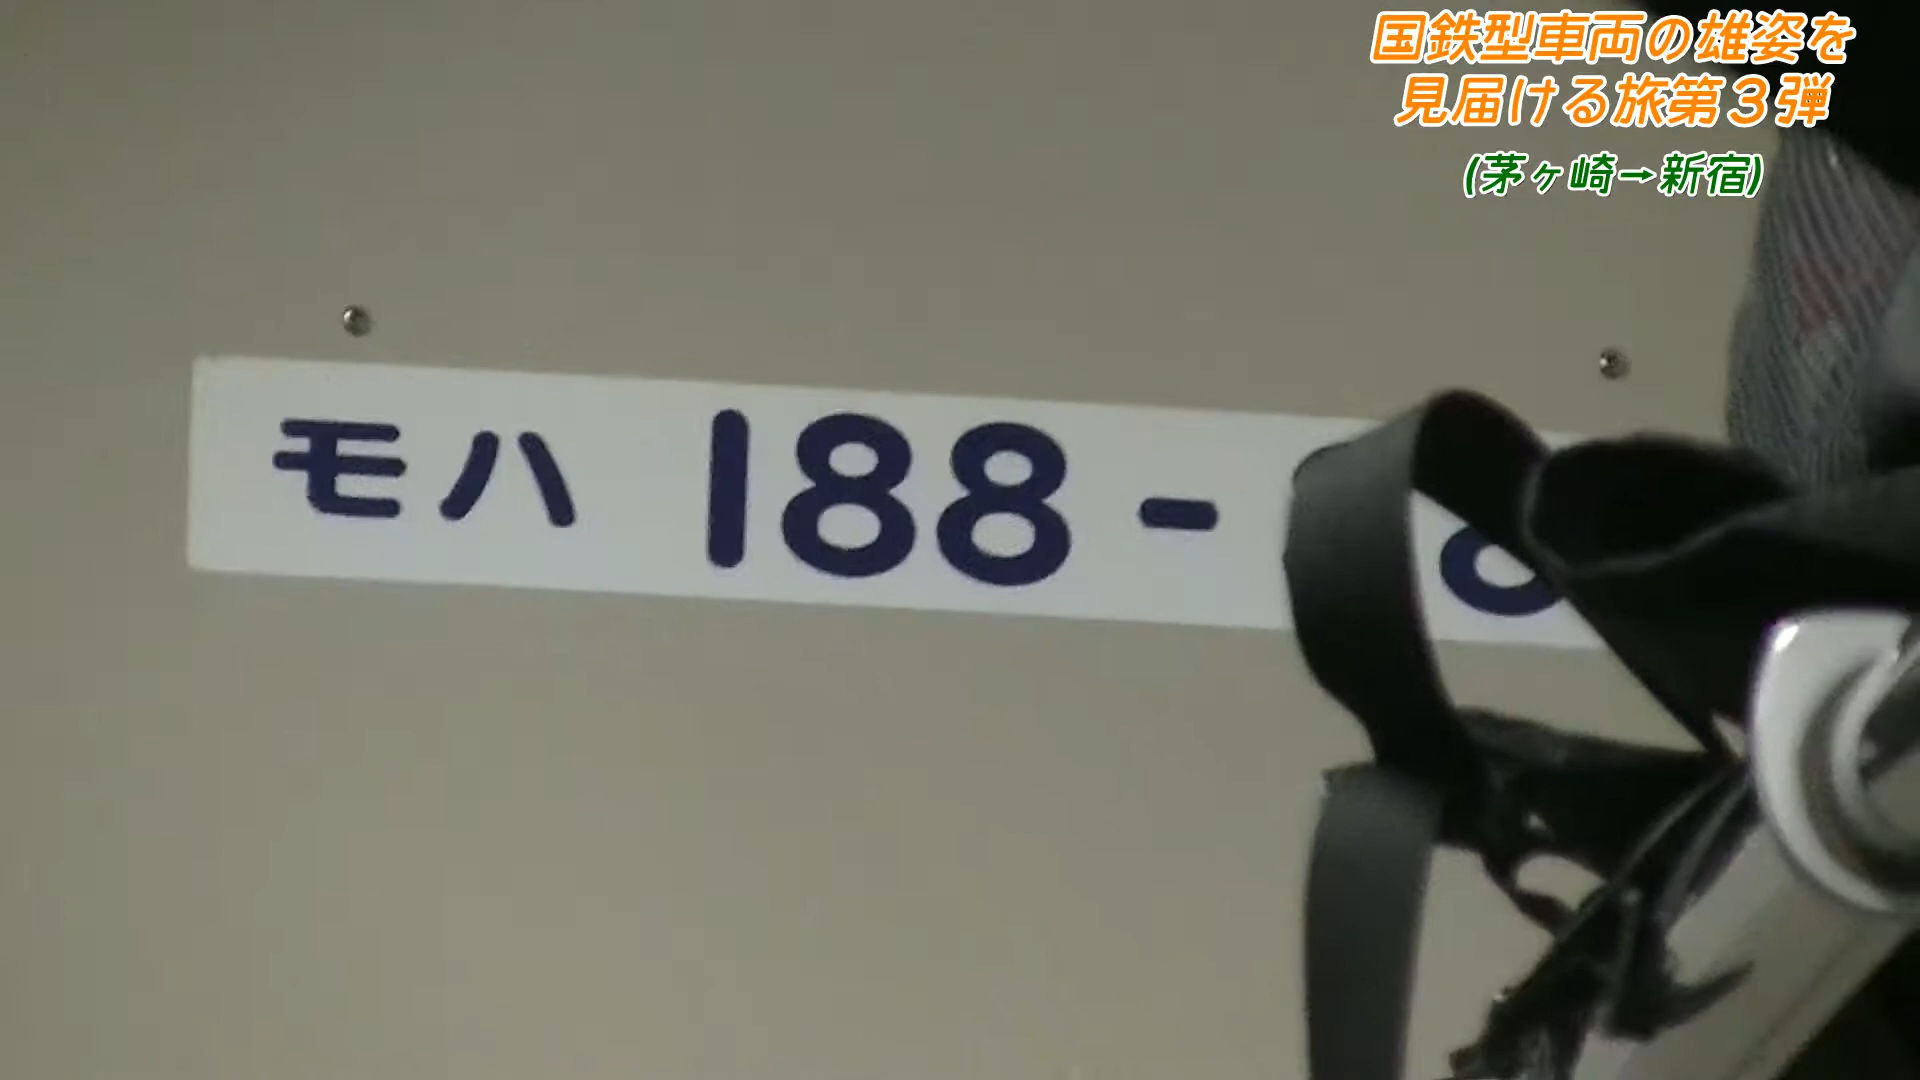 国鉄型車両の雄姿を
見届ける旅第３弾
(茅ヶ崎→新宿)
モハ 188-